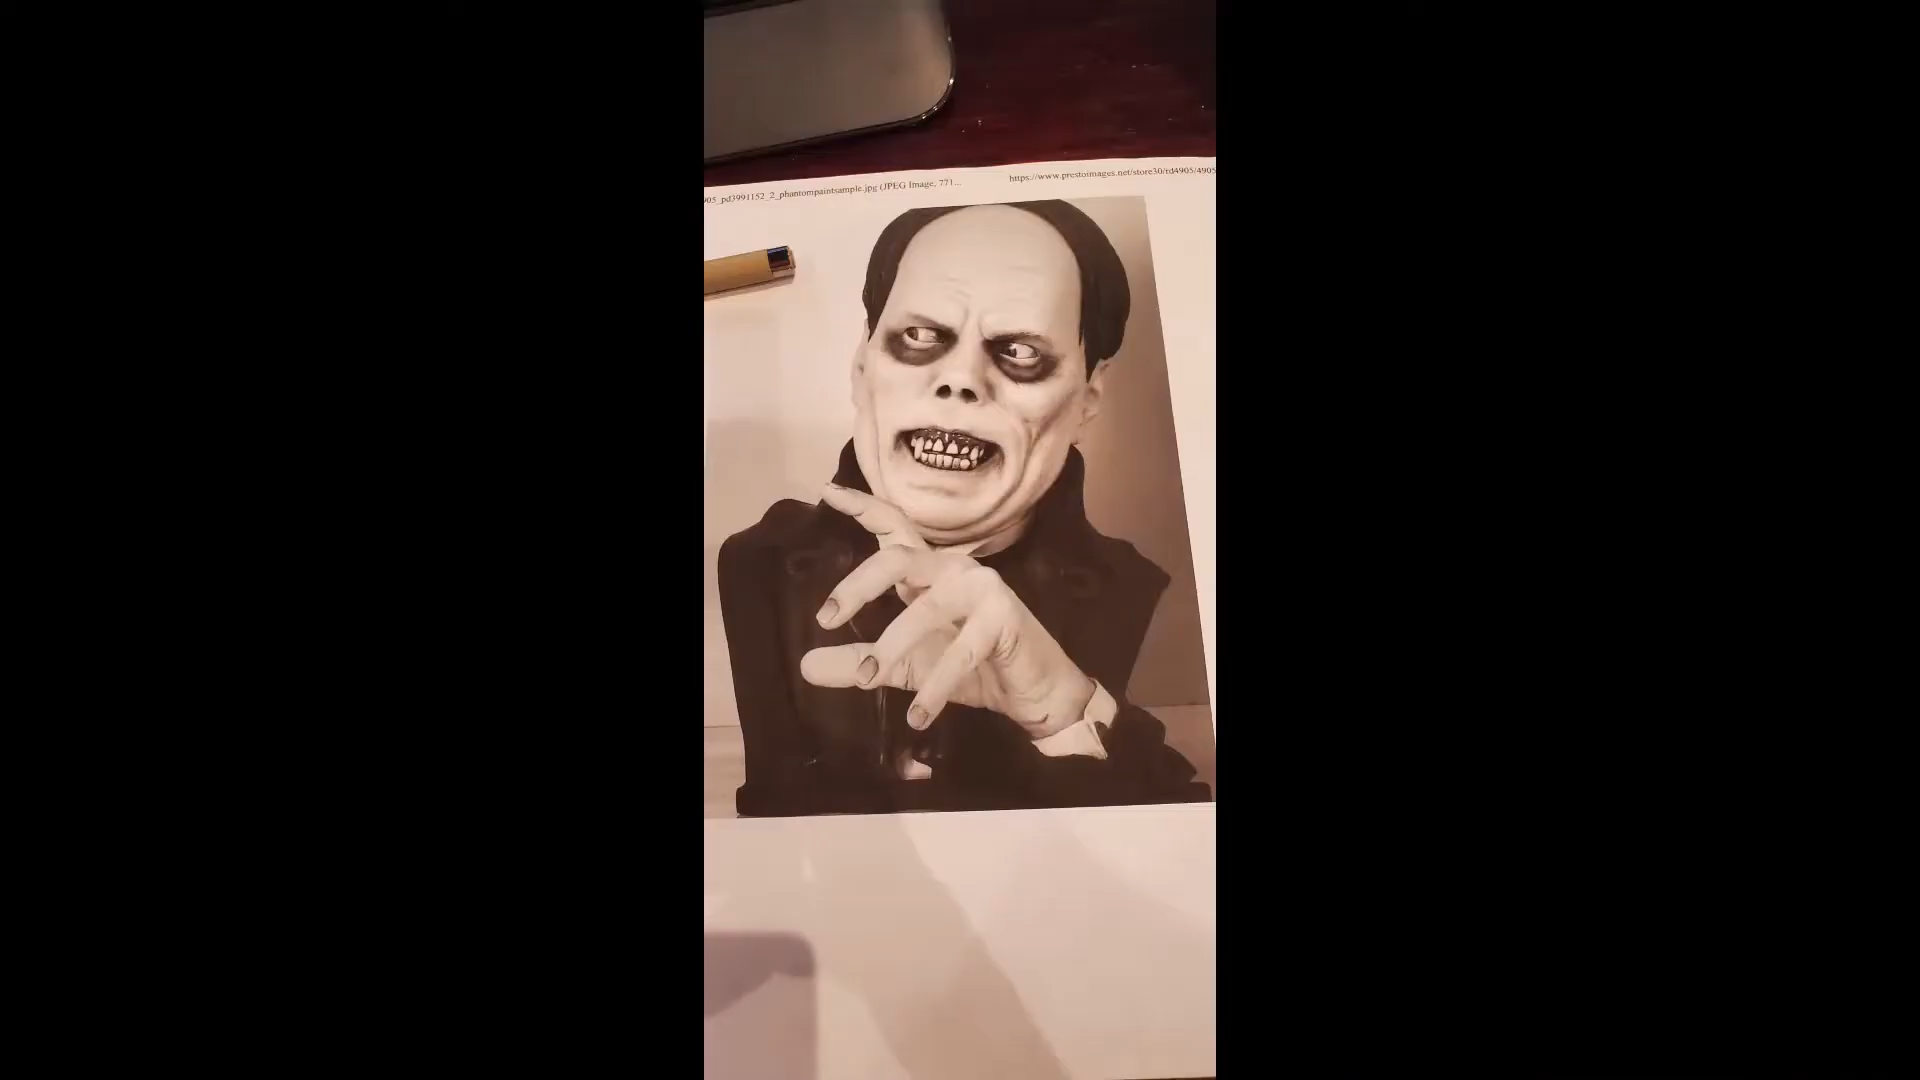 905_pd3991152_2_phantompaintsample.jpg (JPEG Image, 771...
https://www.prestoimages.net/store30/rd4905/4905